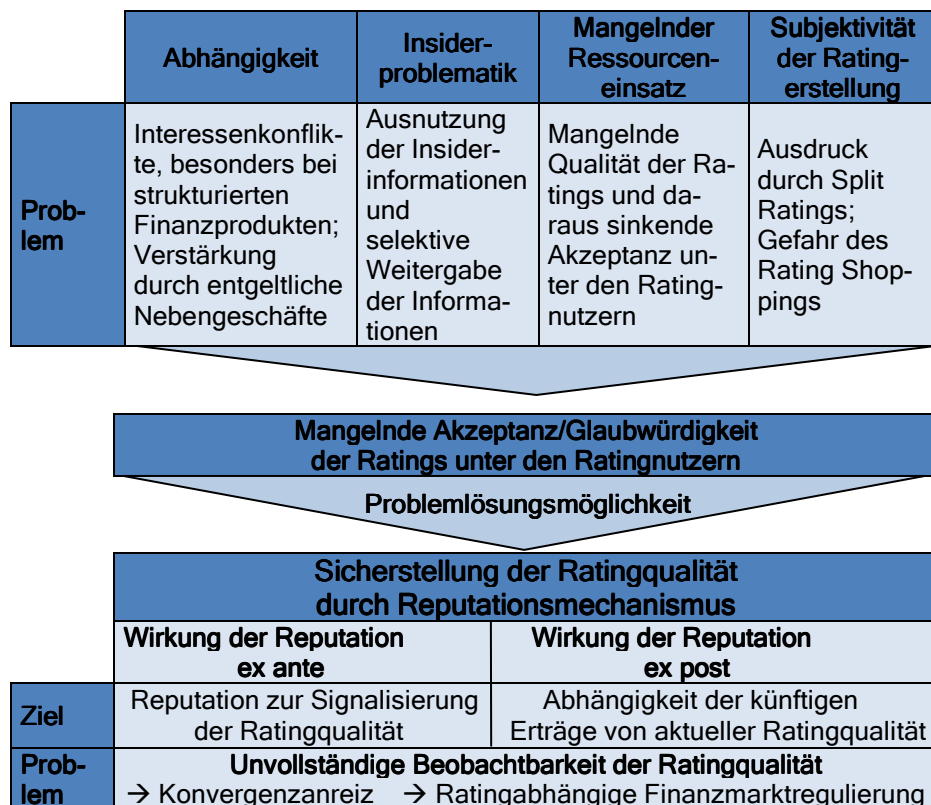 Abhängigkeit
Insider-
problematik
Mangelnder
Ressourcen-
einsatz
Subjektivität
der Rating-
erstellung
Prob-
lem
Interessenkonflik-
te, besonders bei
strukturierten
Finanzprodukten;
Verstärkung
durch entgeltliche
Nebengeschäfte
Ausnutzung
der Insider-
informationen
und
selektive
Weitergabe
der Informa-
tionen
Mangelnde
Qualität der Ra-
tings und da-
raus sinkende
Akzeptanz un-
ter den Rating-
nutzern
Ausdruck
durch Split
Ratings;
Gefahr des
Rating Shop-
pings
Mangelnde Akzeptanz/Glaubwürdigkeit
der Ratings unter den Ratingnutzern
Problemlösungsmöglichkeit
Sicherstellung der Ratingqualität
durch Reputationsmechanismus
Wirkung der Reputation
ex ante
Wirkung der Reputation
ex post
Ziel
Reputation zur Signalisierung
der Ratingqualität
Abhängigkeit der künftigen
Erträge von aktueller Ratingqualität
Prob-
lem
Unvollständige Beobachtbarkeit der Ratingqualität
→ Konvergenzanreiz → Ratingabhängige Finanzmarktregulierung